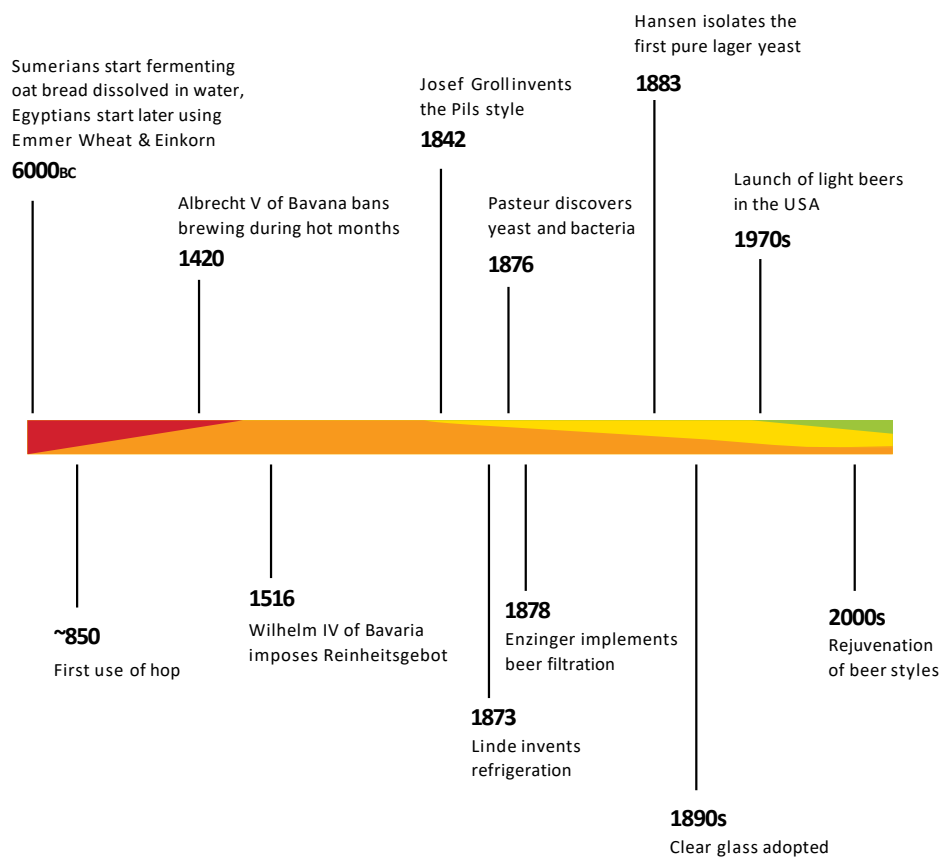 Sumerians start fermenting
oat bread dissolved in water,
Egyptians start later using
Emmer Wheat & Einkorn
6000BC
Albrecht V of Bavana bans
brewing during hot months
1420
Josef Groll invents
the Pils style
1842
Pasteur discovers
yeast and bacteria
1876
Hansen isolates the
first pure lager yeast
1883
Launch of light beers
in the USA
1970s
~850
First use of hop
1516
Wilhelm IV of Bavaria
imposes Reinheitsgebot
1873
Linde invents
refrigeration
1878
Enzinger implements
beer filtration
1890s
Clear glass adopted
2000s
Rejuvenation
of beer styles